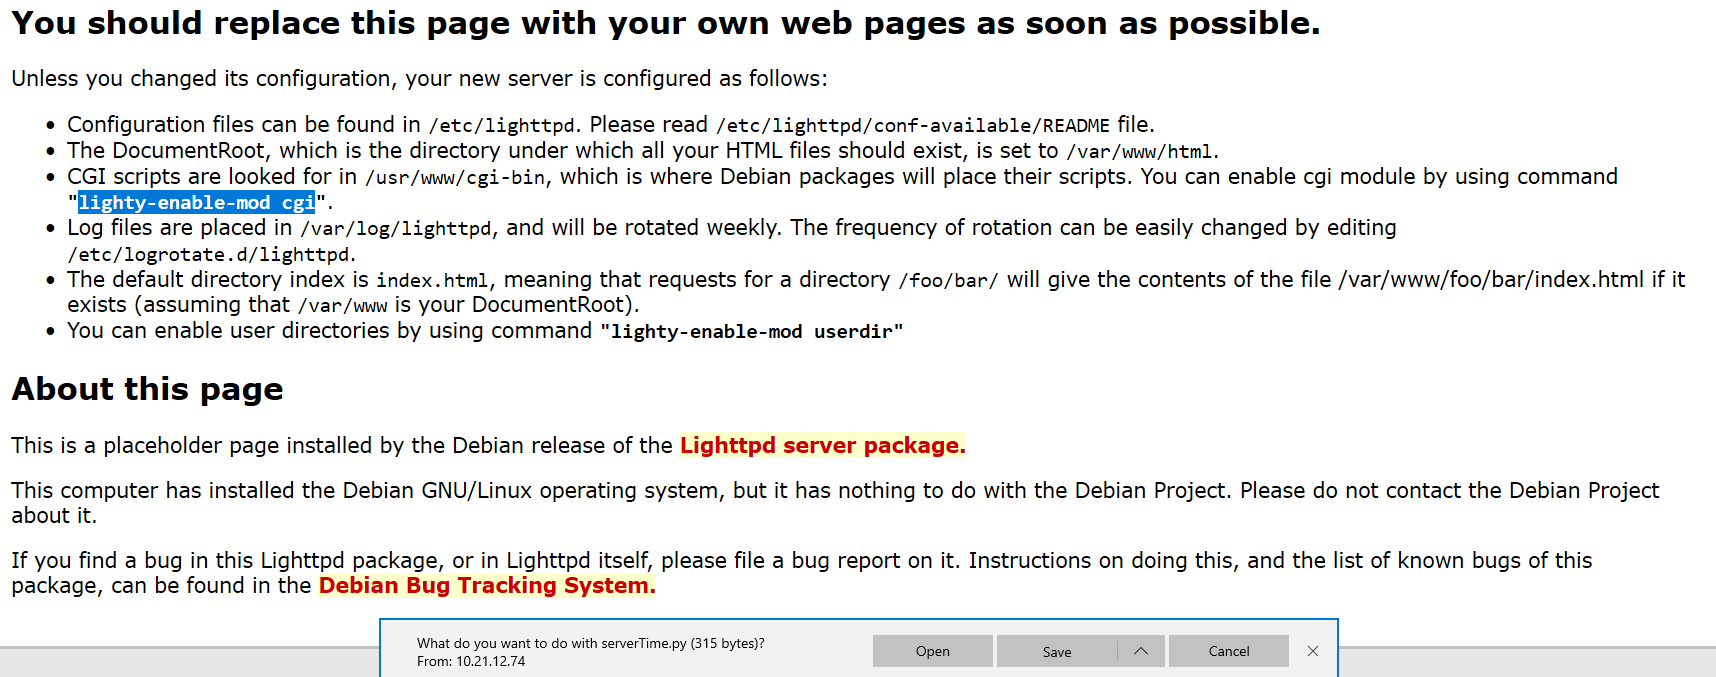 You should replace this page with your own web pages as soon as possible.
Unless you changed its configuration, your new server is configured as follows:
• Configuration files can be found in /etc/lighttpd. Please read /etc/lighttpd/conf-available/README file.
• The DocumentRoot, which is the directory under which all your HTML files should exist, is set to /var/www/html.
• CGI scripts are looked for in /usr/www/cgi-bin, which is where Debian packages will place their scripts. You can enable cgi module by using command
"lighty-enable-mod cgi".
• Log files are placed in /var/log/lighttpd, and will be rotated weekly. The frequency of rotation can be easily changed by editing
/etc/logrotate.d/lighttpd.
• The default directory index is index.html, meaning that requests for a directory /foo/bar/ will give the contents of the file /var/www/foo/bar/index.html if it
exists (assuming that /var/www is your DocumentRoot).
• You can enable user directories by using command "lighty-enable-mod userdir"
About this page
This is a placeholder page installed by the Debian release of the Lighttpd server package.
This computer has installed the Debian GNU/Linux operating system, but it has nothing to do with the Debian Project. Please do not contact the Debian Project
about it.
If you find a bug in this Lighttpd package, or in Lighttpd itself, please file a bug report on it. Instructions on doing this, and the list of known bugs of this
package, can be found in the Debian Bug Tracking System.
What do you want to do with serverTime.py (315 bytes)?
From: 10.21.12.74
Open
Save
Cancel